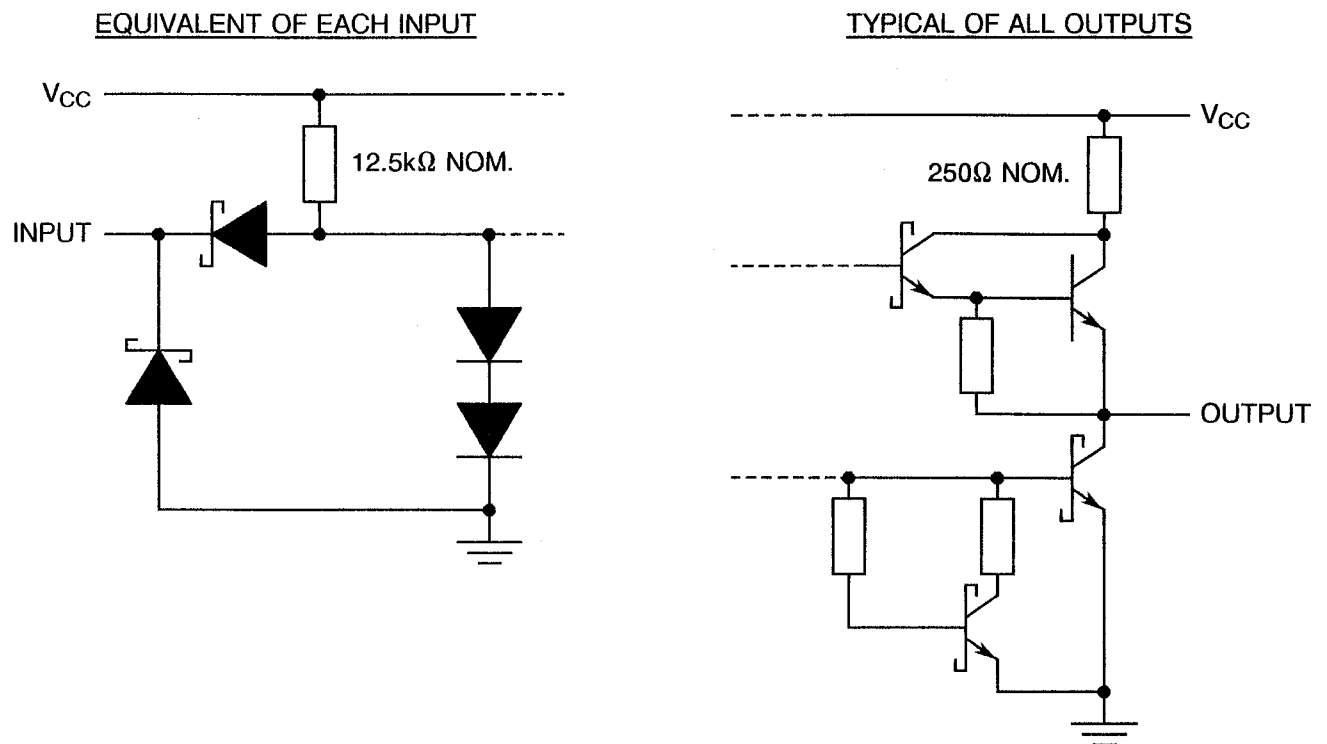 EQUIVALENT OF EACH INPUT
VCC
12.5kΩ NOM.
INPUT
TYPICAL OF ALL OUTPUTS
VCC
250Ω NOM.
OUTPUT